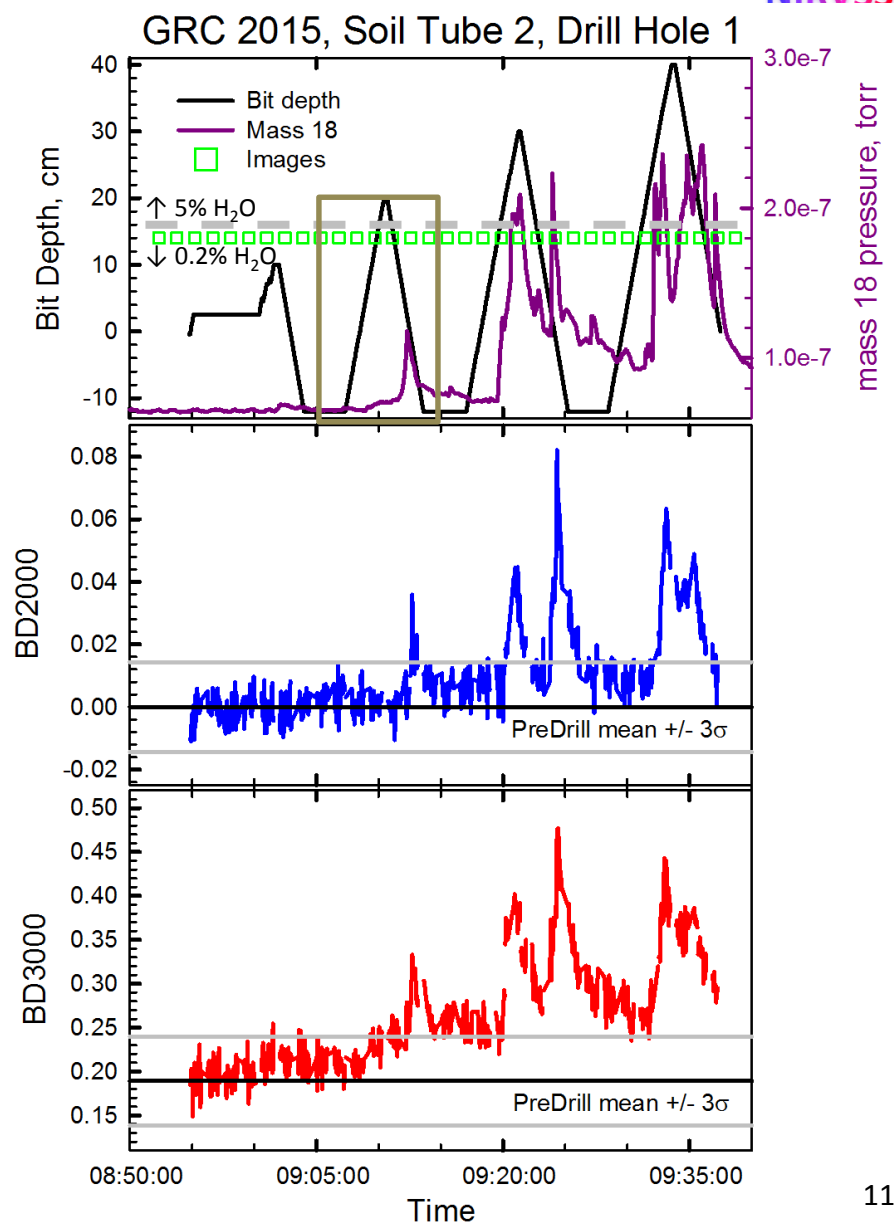 GRC 2015, Soil Tube 2, Drill Hole 1
40
30
20
10
0
-10
Bit Depth, cm
Bit depth
Mass 18
Images
↑ 5% H₂O
↓ 0.2% H₂O
3.0e-7
2.0e-7
1.0e-7
mass 18 pressure, torr
0.08
0.06
0.04
0.02
0.00
-0.02
BD2000
PreDrill mean +/- 3σ
0.50
0.45
0.40
0.35
0.30
0.25
0.20
0.15
BD3000
PreDrill mean +/- 3σ
08:50:00
09:05:00
09:20:00
09:35:00
Time
11